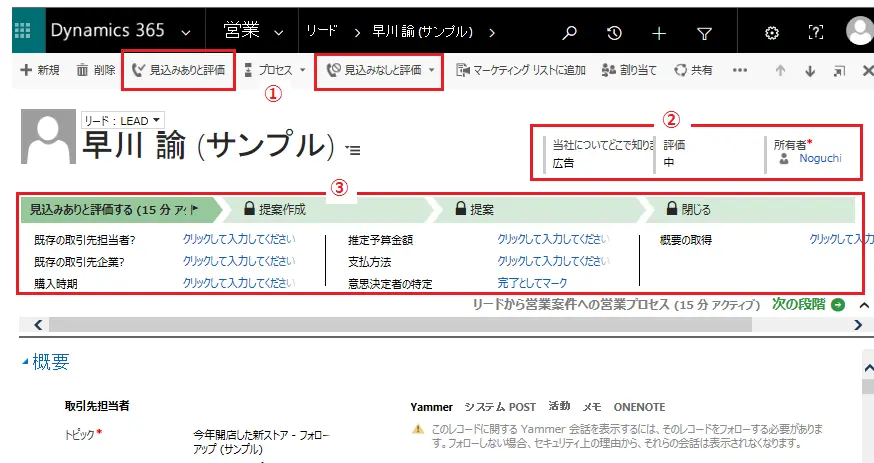 Dynamics 365 営業 リード > 早川 諭 (サンプル) >
新規 削除 見込みありと評価 プロセス 見込みなしと評価 マーケティング リストに追加 割り当て 共有 ...
①
②
リード : LEAD
早川 諭 (サンプル)
当社についてどこで知りま 評価 所有者*
広告 中 Noguchi
③
見込みありと評価する (15 分 アク 提案作成 提案 閉じる
既存の取引先担当者? クリックして入力してください 推定予算金額 クリックして入力してください 概要の取得 クリックして入力
既存の取引先企業? クリックして入力してください 支払方法 クリックして入力してください
購入時期 クリックして入力してください 意思決定者の特定 完了としてマーク
リードから営業案件への営業プロセス (15 分 アクティブ) 次の段階
概要
取引先担当者 Yammer システム POST 活動 メモ ONENOTE
トピック* 今年開店した新ストア - フォロー
アップ (サンプル)
このレコードに関する Yammer 会話を表示するには、そのレコードをフォローする必要がありま
す。フォローしない場合、セキュリティ上の理由から、それらの会話は表示されなくなります。